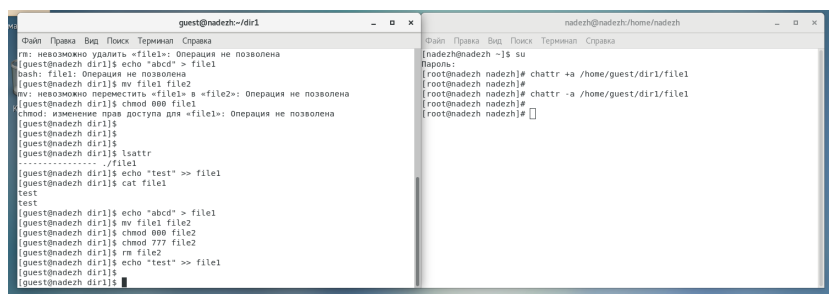 guest@nadezh:~/dir1
Файл Правка Вид Поиск Терминал Справка
rm: невозможно удалить «file1»: Операция не позволена
[guest@nadezh dir1]$ echo "abcd" > file1
bash: file1: Операция не позволена
[guest@nadezh dir1]$ mv file1 file2
mv: невозможно переместить «file1» в «file2»: Операция не позволена
[guest@nadezh dir1]$ chmod 000 file1
chmod: изменение прав доступа для «file1»: Операция не позволена
[guest@nadezh dir1]$
[guest@nadezh dir1]$
[guest@nadezh dir1]$
[guest@nadezh dir1]$ lsattr
---------------- ./file1
[guest@nadezh dir1]$ echo "test" >> file1
[guest@nadezh dir1]$ cat file1
test
test
[guest@nadezh dir1]$ echo "abcd" > file1
[guest@nadezh dir1]$ mv file1 file2
[guest@nadezh dir1]$ chmod 000 file2
[guest@nadezh dir1]$ chmod 777 file2
[guest@nadezh dir1]$ rm file2
[guest@nadezh dir1]$ echo "test" >> file1
[guest@nadezh dir1]$
[guest@nadezh dir1]$
nadezh@nadezh:/home/nadezh
Файл Правка Вид Поиск Терминал Справка
[nadezh@nadezh ~]$ su
Пароль:
[root@nadezh nadezh]# chattr +a /home/guest/dir1/file1
[root@nadezh nadezh]#
[root@nadezh nadezh]# chattr -a /home/guest/dir1/file1
[root@nadezh nadezh]#
[root@nadezh nadezh]#